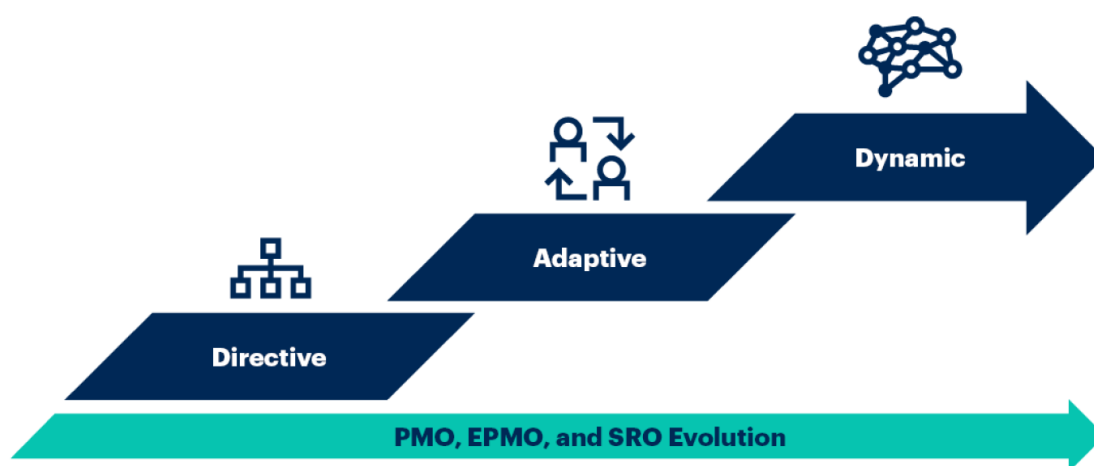 Dynamic
Adaptive
Directive
PMO, EPMO, and SRO Evolution